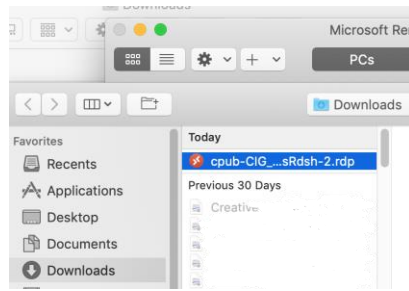 Downloads
Microsoft Re
PCs
Downloads
Favorites
Recents
Applications
Desktop
Documents
Downloads
Today
cpub-CIG_...sRdsh-2.rdp
Previous 30 Days
Creative